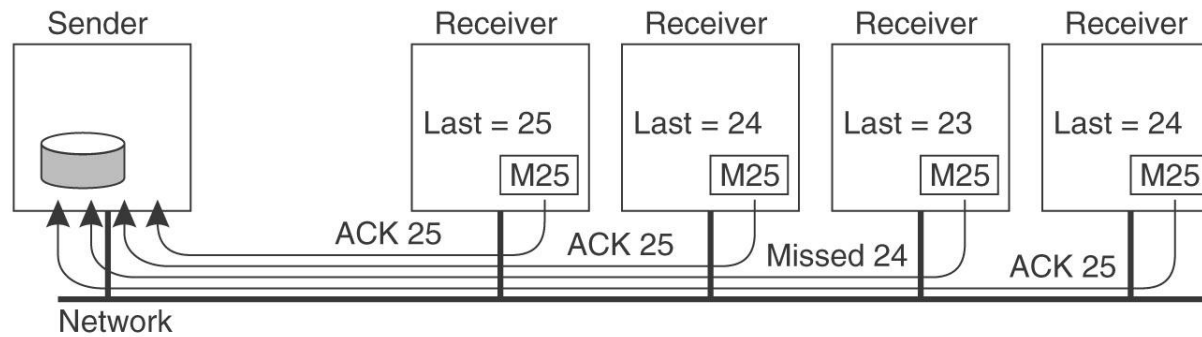 Sender
Receiver
Receiver
Receiver
Receiver
Last = 25
Last = 24
Last = 23
Last = 24
M25
M25
M25
M25
ACK 25
ACK 25
Missed 24
ACK 25
Network